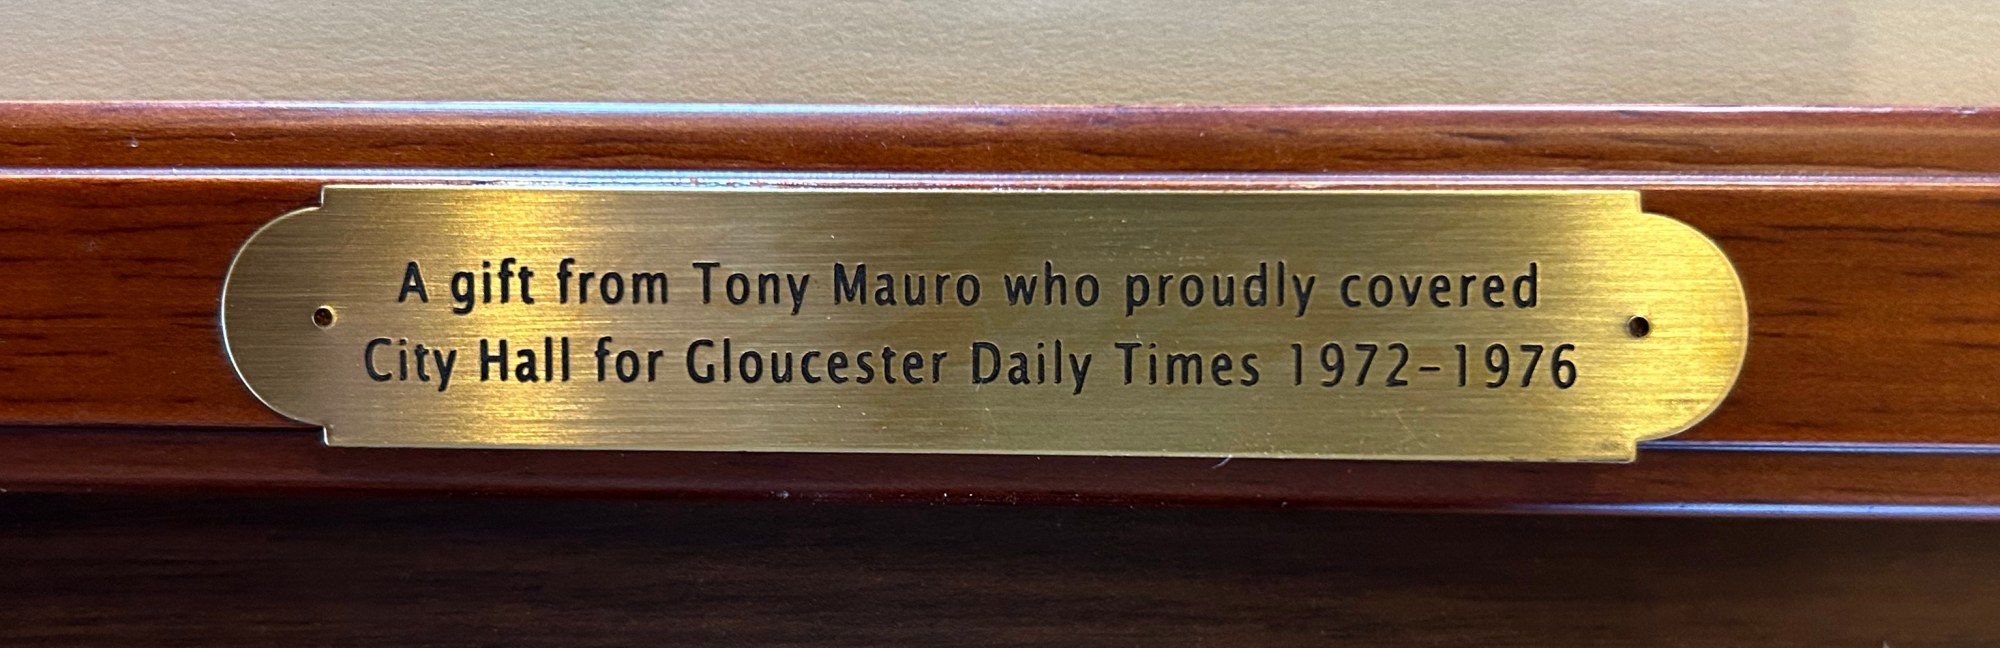 A gift from Tony Mauro who proudly covered
City Hall for Gloucester Daily Times 1972-1976